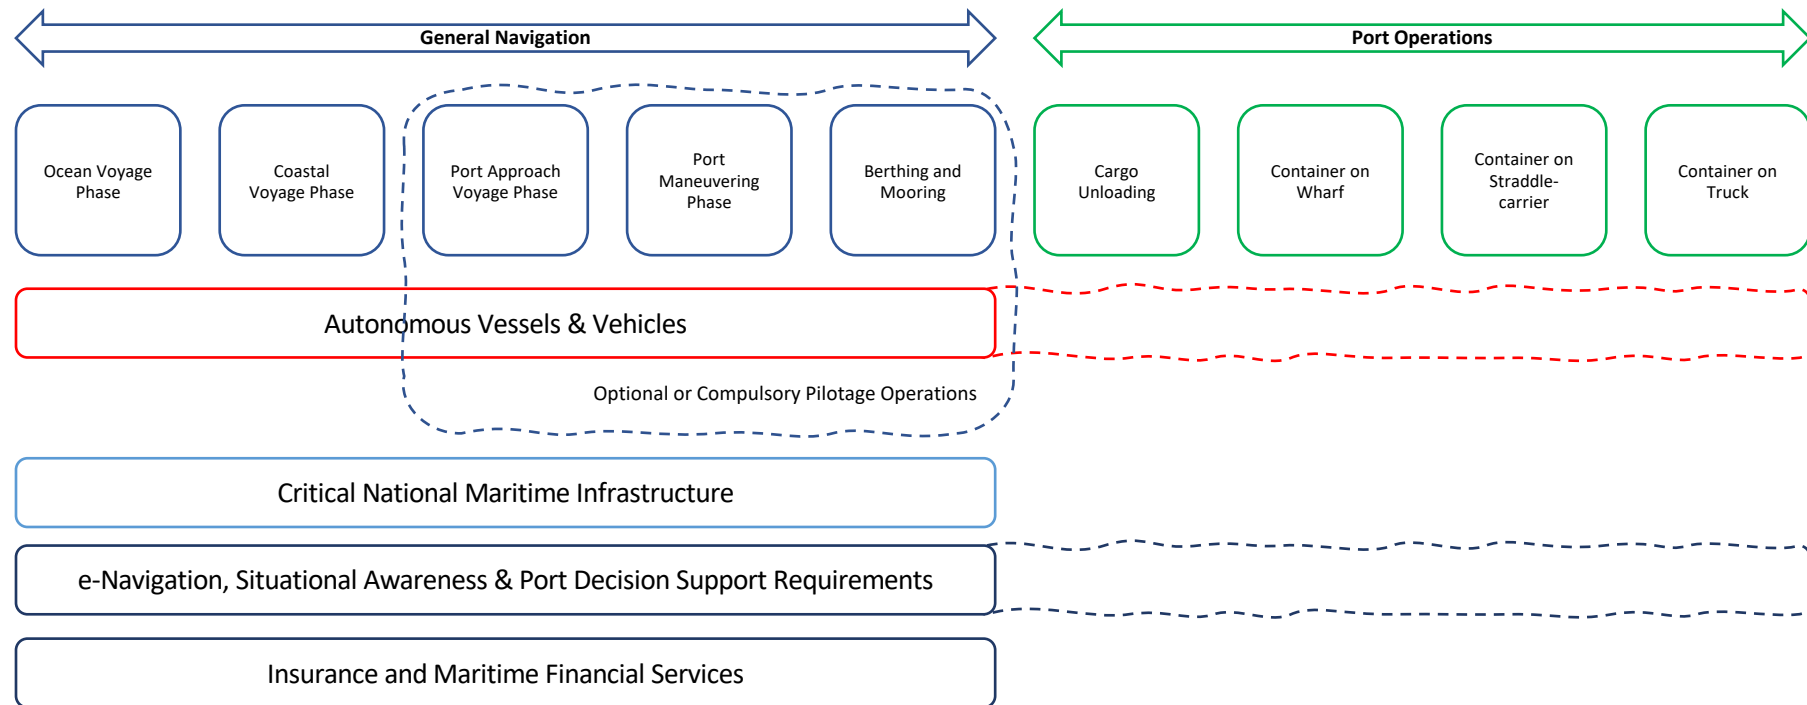 General Navigation
Port Operations
Ocean Voyage
Phase
Coastal
Voyage Phase
Port Approach
Voyage Phase
Port
Maneuvering
Phase
Berthing and
Mooring
Cargo
Unloading
Container on
Wharf
Container on
Straddle-
carrier
Container on
Truck
Autonomous Vessels & Vehicles
Optional or Compulsory Pilotage Operations
Critical National Maritime Infrastructure
e-Navigation, Situational Awareness & Port Decision Support Requirements
Insurance and Maritime Financial Services